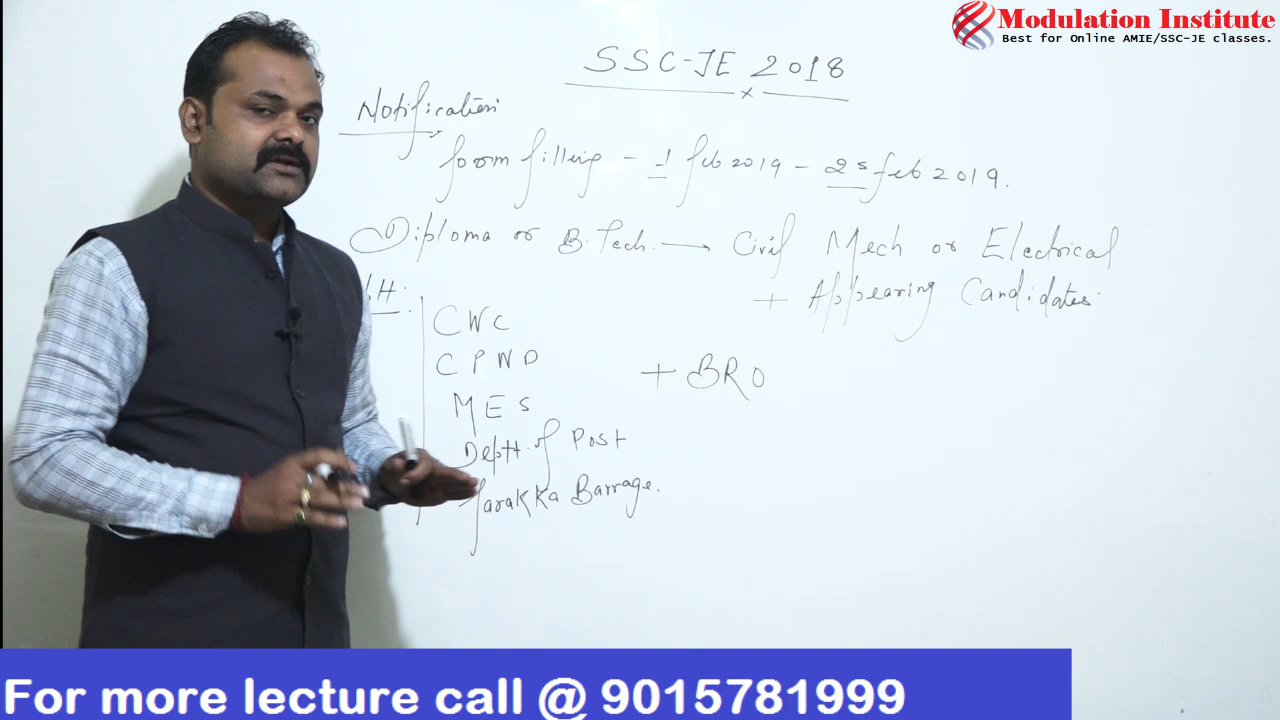 Modulation Institute
Best for Online AMIE/SSC-JE classes.
SSC-JE 2018
Notification
form filling - 1 feb 2019 - 25 feb 2019.
Diploma or B.Tech. → Civil Mech or Electrical
+ Appearing Candidates.
CWC
CPWD
+ BRO
MES
Deptt. of Post
farakka Barrage.
For more lecture call @ 9015781999